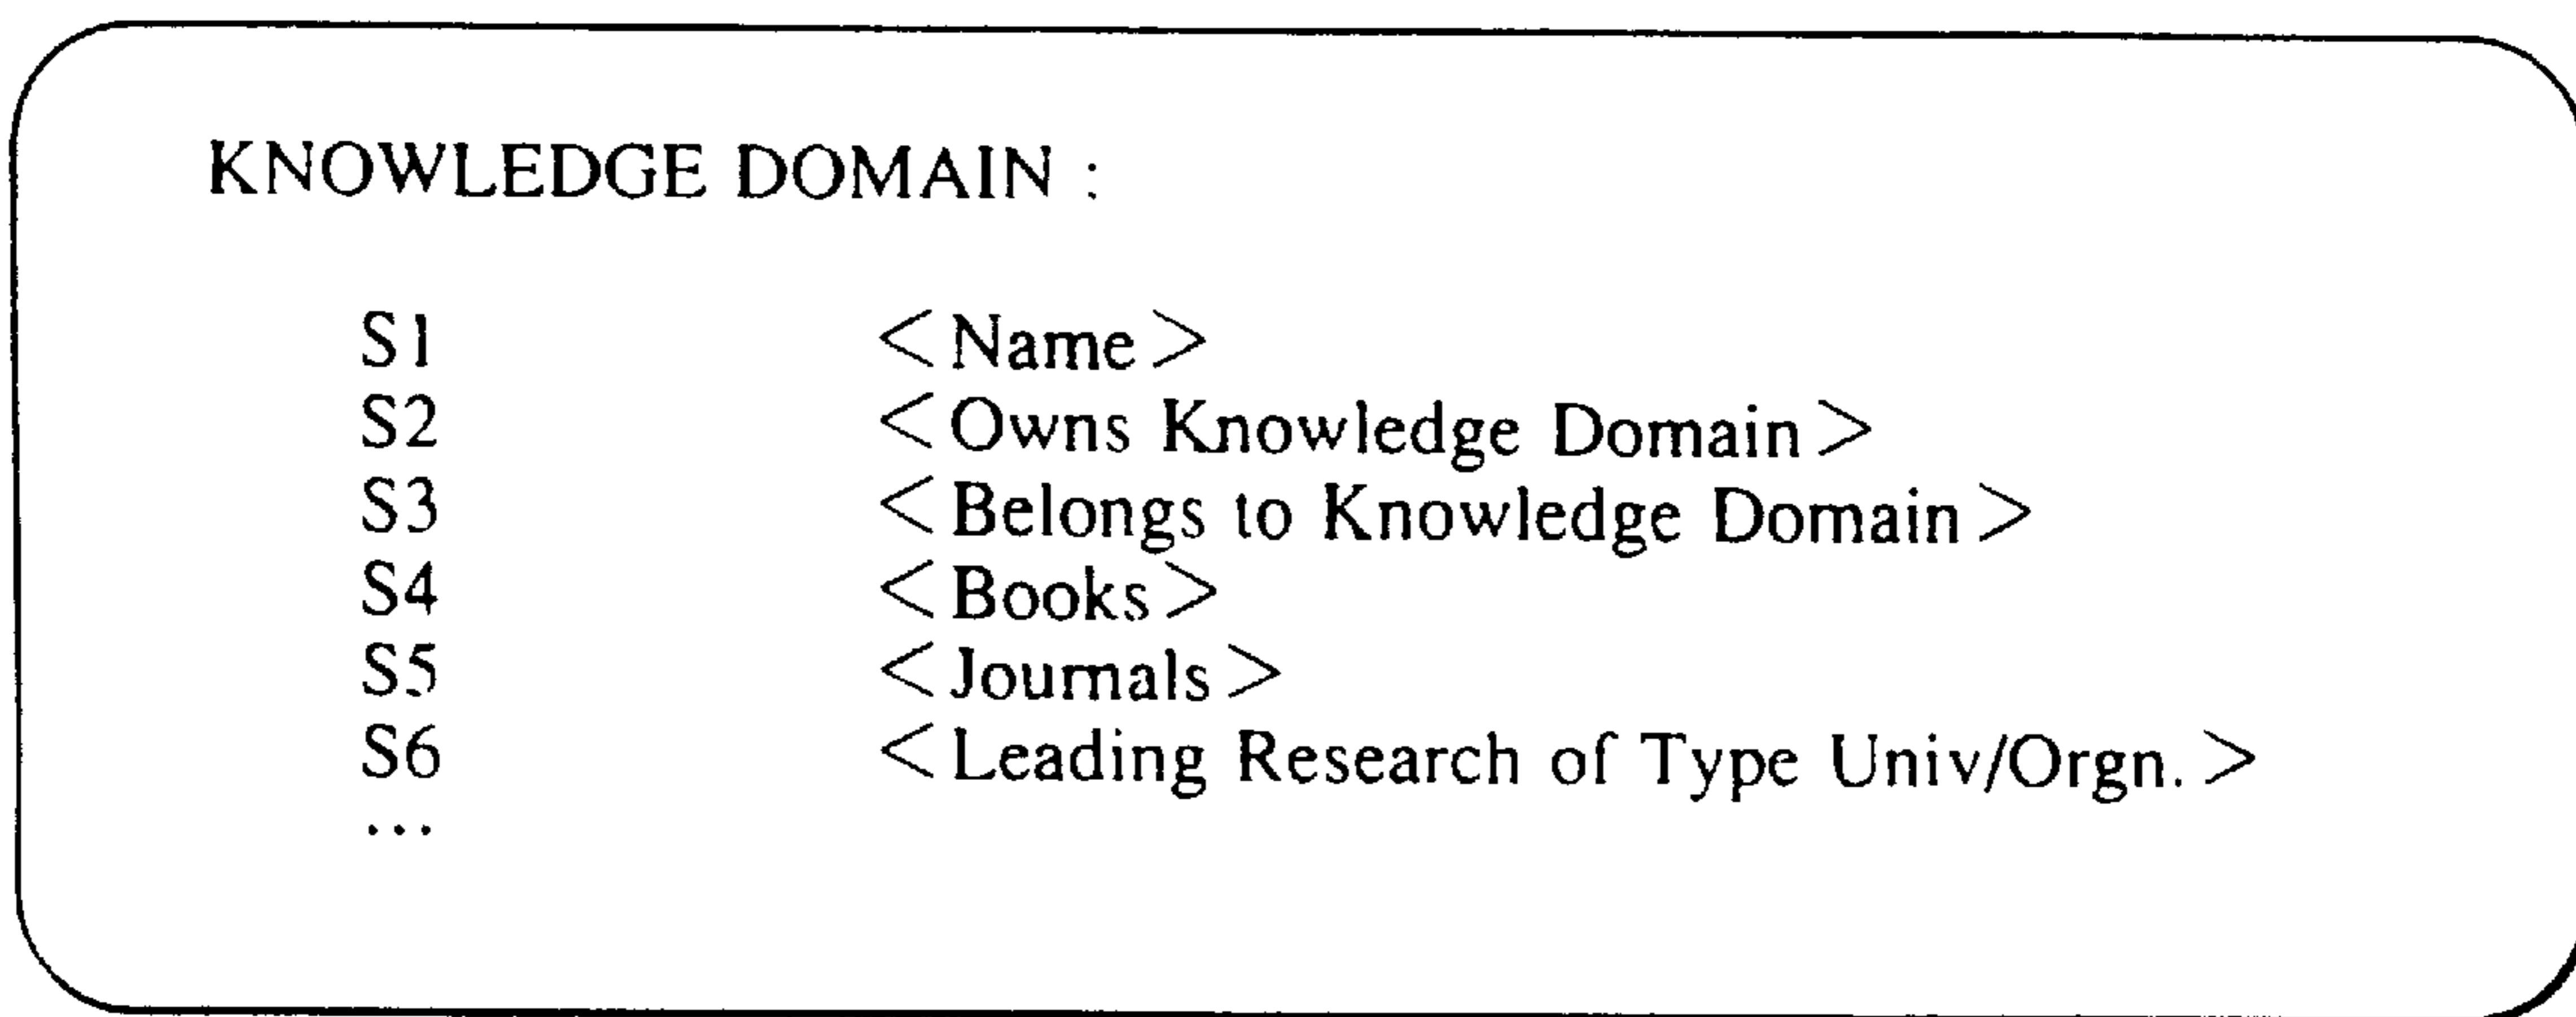 KNOWLEDGE DOMAIN :
S1 <Name>
S2 <Owns Knowledge Domain>
S3 <Belongs to Knowledge Domain>
S4 <Books>
S5 <Journals>
S6 <Leading Research of Type Univ/Orgn.>
...